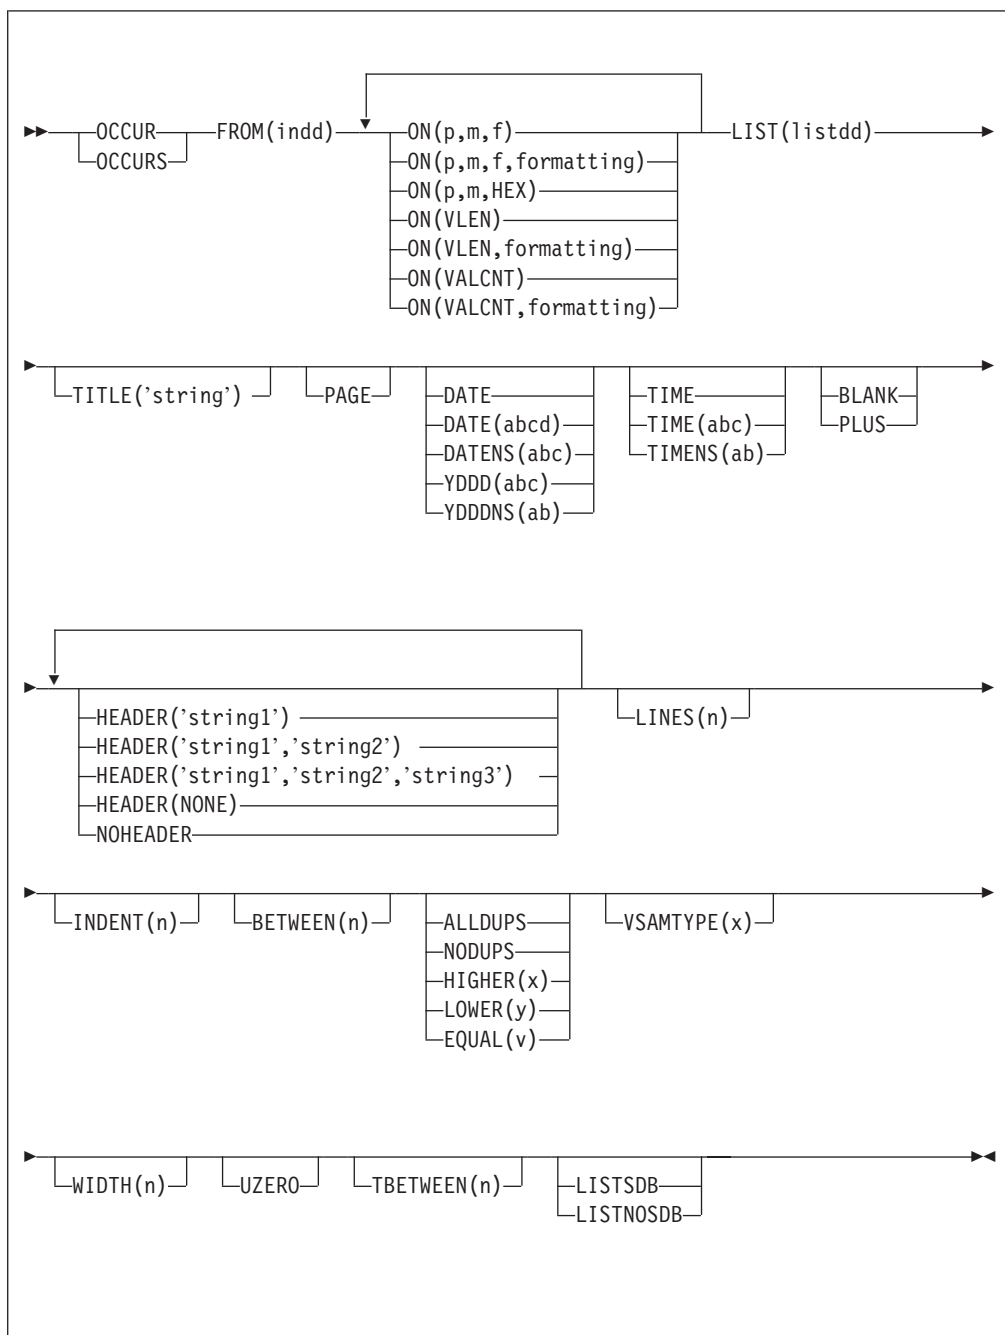 OCCUR
OCCURS
FROM(indd)
ON(p,m,f)
ON(p,m,f,formatting)
ON(p,m,HEX)
ON(VLEN)
ON(VLEN,formatting)
ON(VALCNT)
ON(VALCNT,formatting)
LIST(listdd)
TITLE(’string’)
PAGE
DATE
DATE(abcd)
DATENS(abc)
YDDD(abc)
YDDDNS(ab)
TIME
TIME(abc)
TIMENS(ab)
BLANK
PLUS
HEADER(’string1’)
HEADER(’string1’,’string2’)
HEADER(’string1’,’string2’,’string3’)
HEADER(NONE)
NOHEADER
LINES(n)
INDENT(n)
BETWEEN(n)
ALLDUPS
NODUPS
HIGHER(x)
LOWER(y)
EQUAL(v)
VSAMTYPE(x)
WIDTH(n)
UZERO
TBETWEEN(n)
LISTSDB
LISTNOSDB